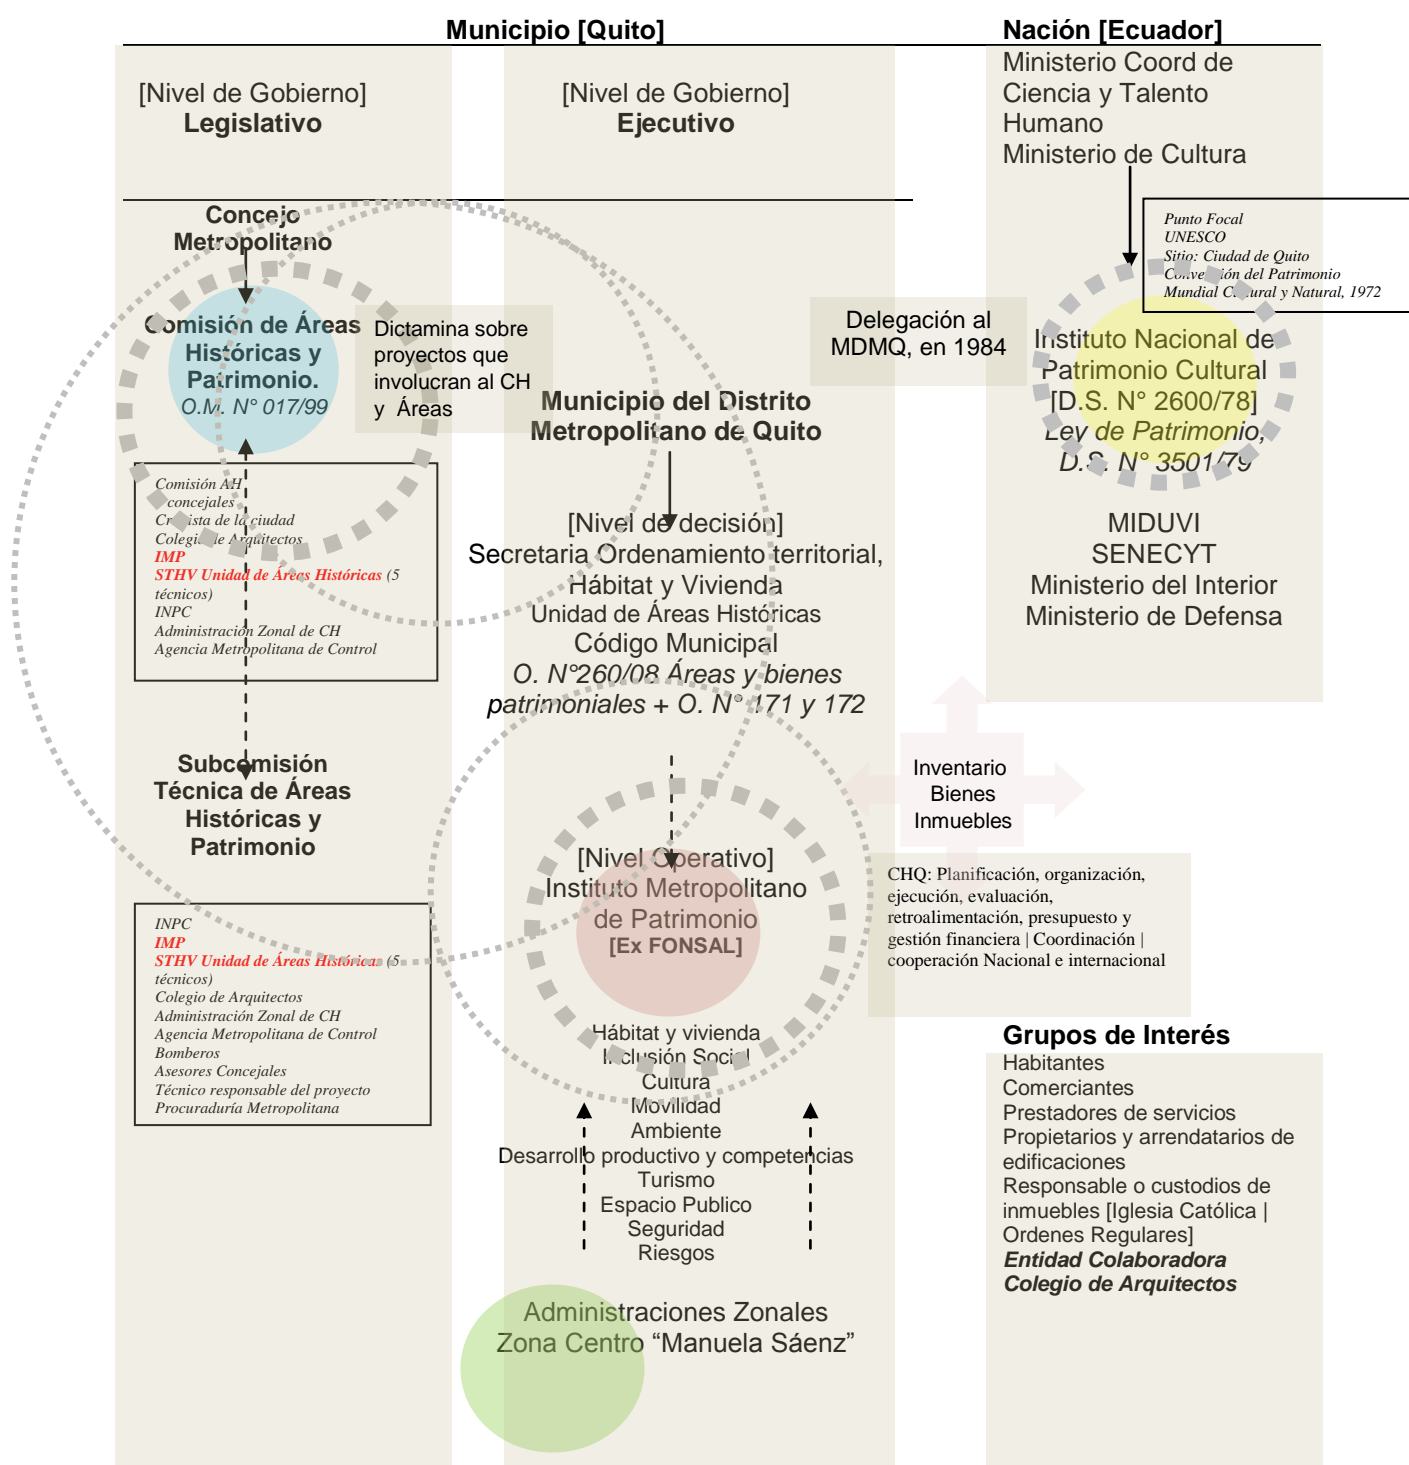 Municipio [Quito]
[Nivel de Gobierno]
Legislativo
Concejo
Metropolitano
Comisión de Áreas
Históricas y
Patrimonio.
O.M. N° 017/99
Dictamina sobre
proyectos que
involucran al CH
y Áreas
Comisión AH
concejales
Cronista de la ciudad
Colegio de Arquitectos
IMP
STHV Unidad de Áreas Históricas (5
técnicos)
INPC
Administración Zonal de CH
Agencia Metropolitana de Control
Subcomisión
Técnica de Áreas
Históricas y
Patrimonio
INPC
IMP
STHV Unidad de Áreas Históricas (5
técnicos)
Colegio de Arquitectos
Administración Zonal de CH
Agencia Metropolitana de Control
Bomberos
Asesores Concejales
Técnico responsable del proyecto
Procuraduría Metropolitana
[Nivel de Gobierno]
Ejecutivo
Municipio del Distrito
Metropolitano de Quito
[Nivel de decisión]
Secretaria Ordenamiento territorial,
Hábitat y Vivienda
Unidad de Áreas Históricas
Código Municipal
O. N°260/08 Áreas y bienes
patrimoniales + O. N° 171 y 172
[Nivel Operativo]
Instituto Metropolitano
de Patrimonio
[Ex FONSAL]
Hábitat y vivienda
Inclusión Social
Cultura
Movilidad
Ambiente
Desarrollo productivo y competencias
Turismo
Espacio Publico
Seguridad
Riesgos
Administraciones Zonales
Zona Centro “Manuela Sáenz”
Nación [Ecuador]
Ministerio Coord de
Ciencia y Talento
Humano
Ministerio de Cultura
Punto Focal
UNESCO
Sitio: Ciudad de Quito
Convención del Patrimonio
Mundial Cultural y Natural, 1972
Delegación al
MDMQ, en 1984
Instituto Nacional de
Patrimonio Cultural
[D.S. N° 2600/78]
Ley de Patrimonio,
D.S. N° 3501/79
MIDUVI
SENECYT
Ministerio del Interior
Ministerio de Defensa
Inventario
Bienes
Inmuebles
CHQ: Planificación, organización,
ejecución, evaluación,
retroalimentación, presupuesto y
gestión financiera | Coordinación |
cooperación Nacional e internacional
Grupos de Interés
Habitantes
Comerciantes
Prestadores de servicios
Propietarios y arrendatarios de
edificaciones
Responsable o custodios de
inmuebles [Iglesia Católica |
Ordenes Regulares]
Entidad Colaboradora
Colegio de Arquitectos